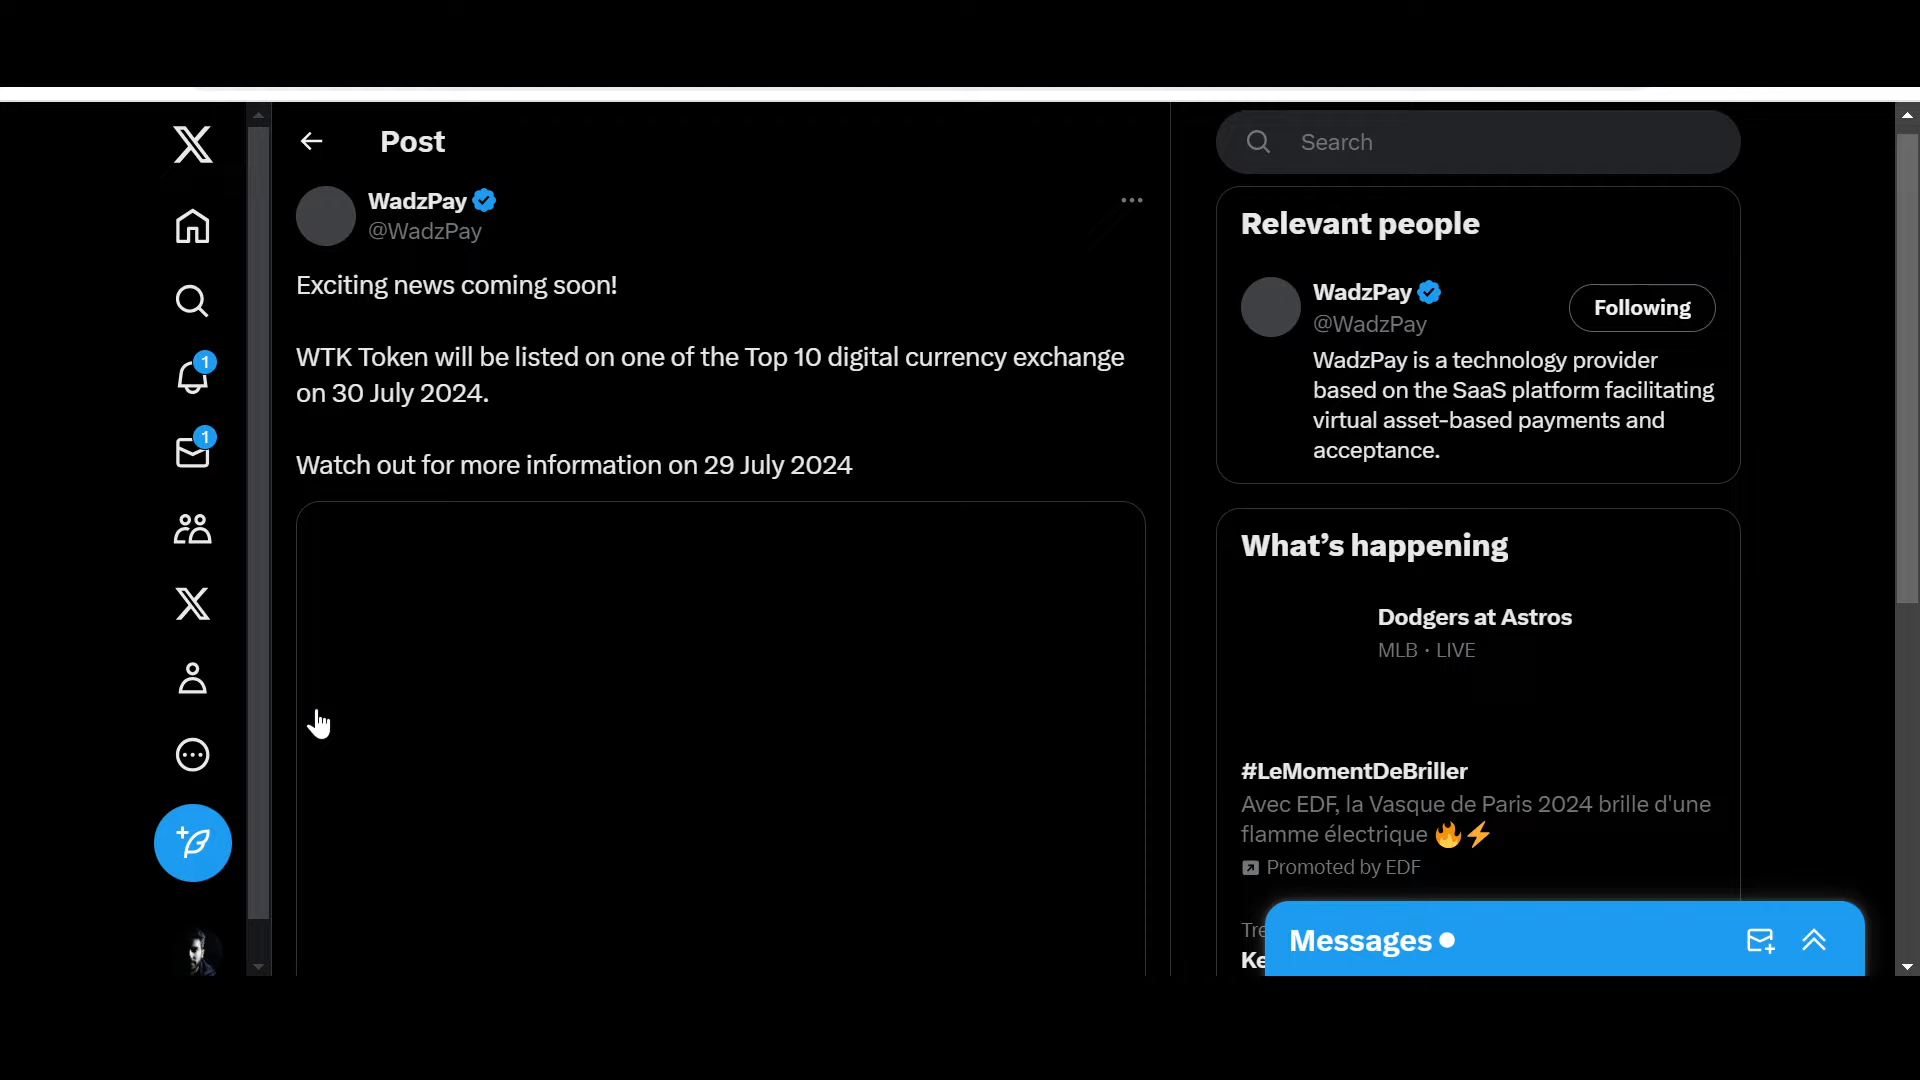 Post
WadzPay
@WadzPay
Exciting news coming soon!
WTK Token will be listed on one of the Top 10 digital currency exchange
on 30 July 2024.
Watch out for more information on 29 July 2024
1
1
Search
Relevant people
WadzPay
@WadzPay
Following
WadzPay is a technology provider
based on the SaaS platform facilitating
virtual asset-based payments and
acceptance.
What’s happening
Dodgers at Astros
MLB · LIVE
#LeMomentDeBriller
Avec EDF, la Vasque de Paris 2024 brille d'une
flamme électrique 🔥⚡
Promoted by EDF
Messages